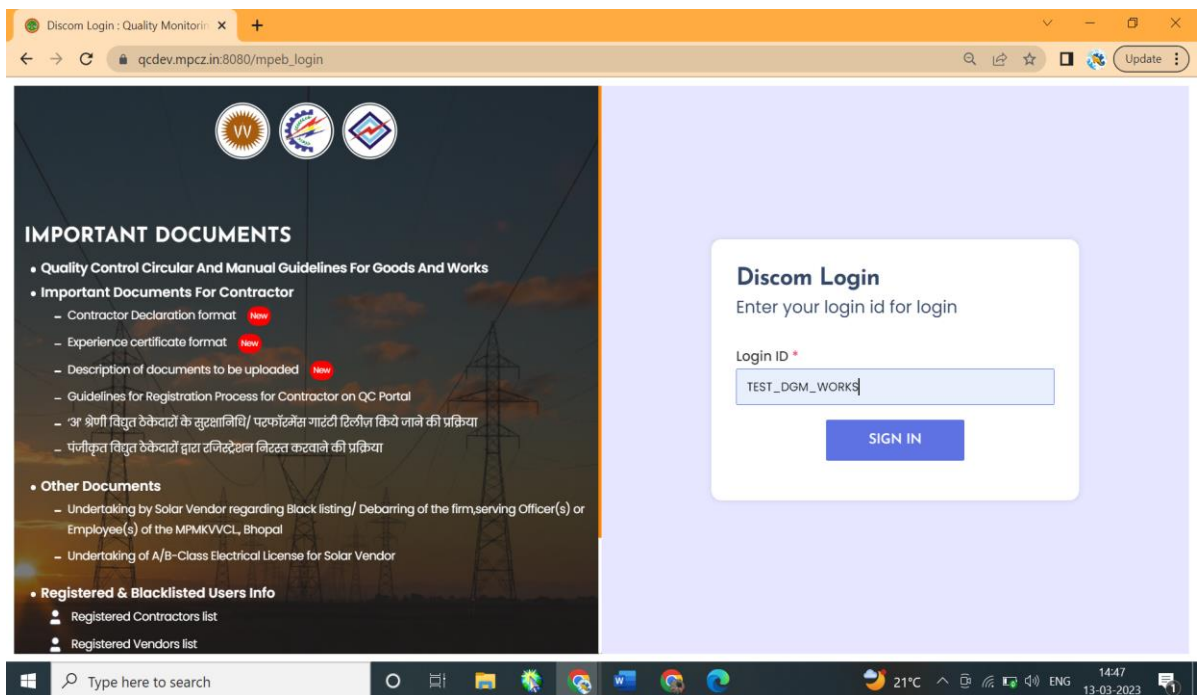 Discom Login : Quality Monitorin
qcdev.mpcz.in:8080/mpeb_login
Update
VV
IMPORTANT DOCUMENTS
Quality Control Circular And Manual Guidelines For Goods And Works
Important Documents For Contractor
Contractor Declaration format New
Experience certificate format New
Description of documents to be uploaded New
Guidelines for Registration Process for Contractor on QC Portal
'अ' श्रेणी विद्युत ठेकेदारों के सुरक्षानिधि/ परफॉरमेंस गारंटी रिलीज़ किये जाने की प्रक्रिया
पंजीकृत विद्युत ठेकेदारों द्वारा रजिस्ट्रेशन निरस्त करवाने की प्रक्रिया
Other Documents
Undertaking by Solar Vendor regarding Black listing/ Debarring of the firm,serving Officer(s) or
Employee(s) of the MPMKVVCL, Bhopal
Undertaking of A/B-Class Electrical License for Solar Vendor
Registered & Blacklisted Users Info
Registered Contractors list
Registered Vendors list
Discom Login
Enter your login id for login
Login ID *
TEST_DGM_WORKS
SIGN IN
Type here to search
21°C
ENG
14:47
13-03-2023
1